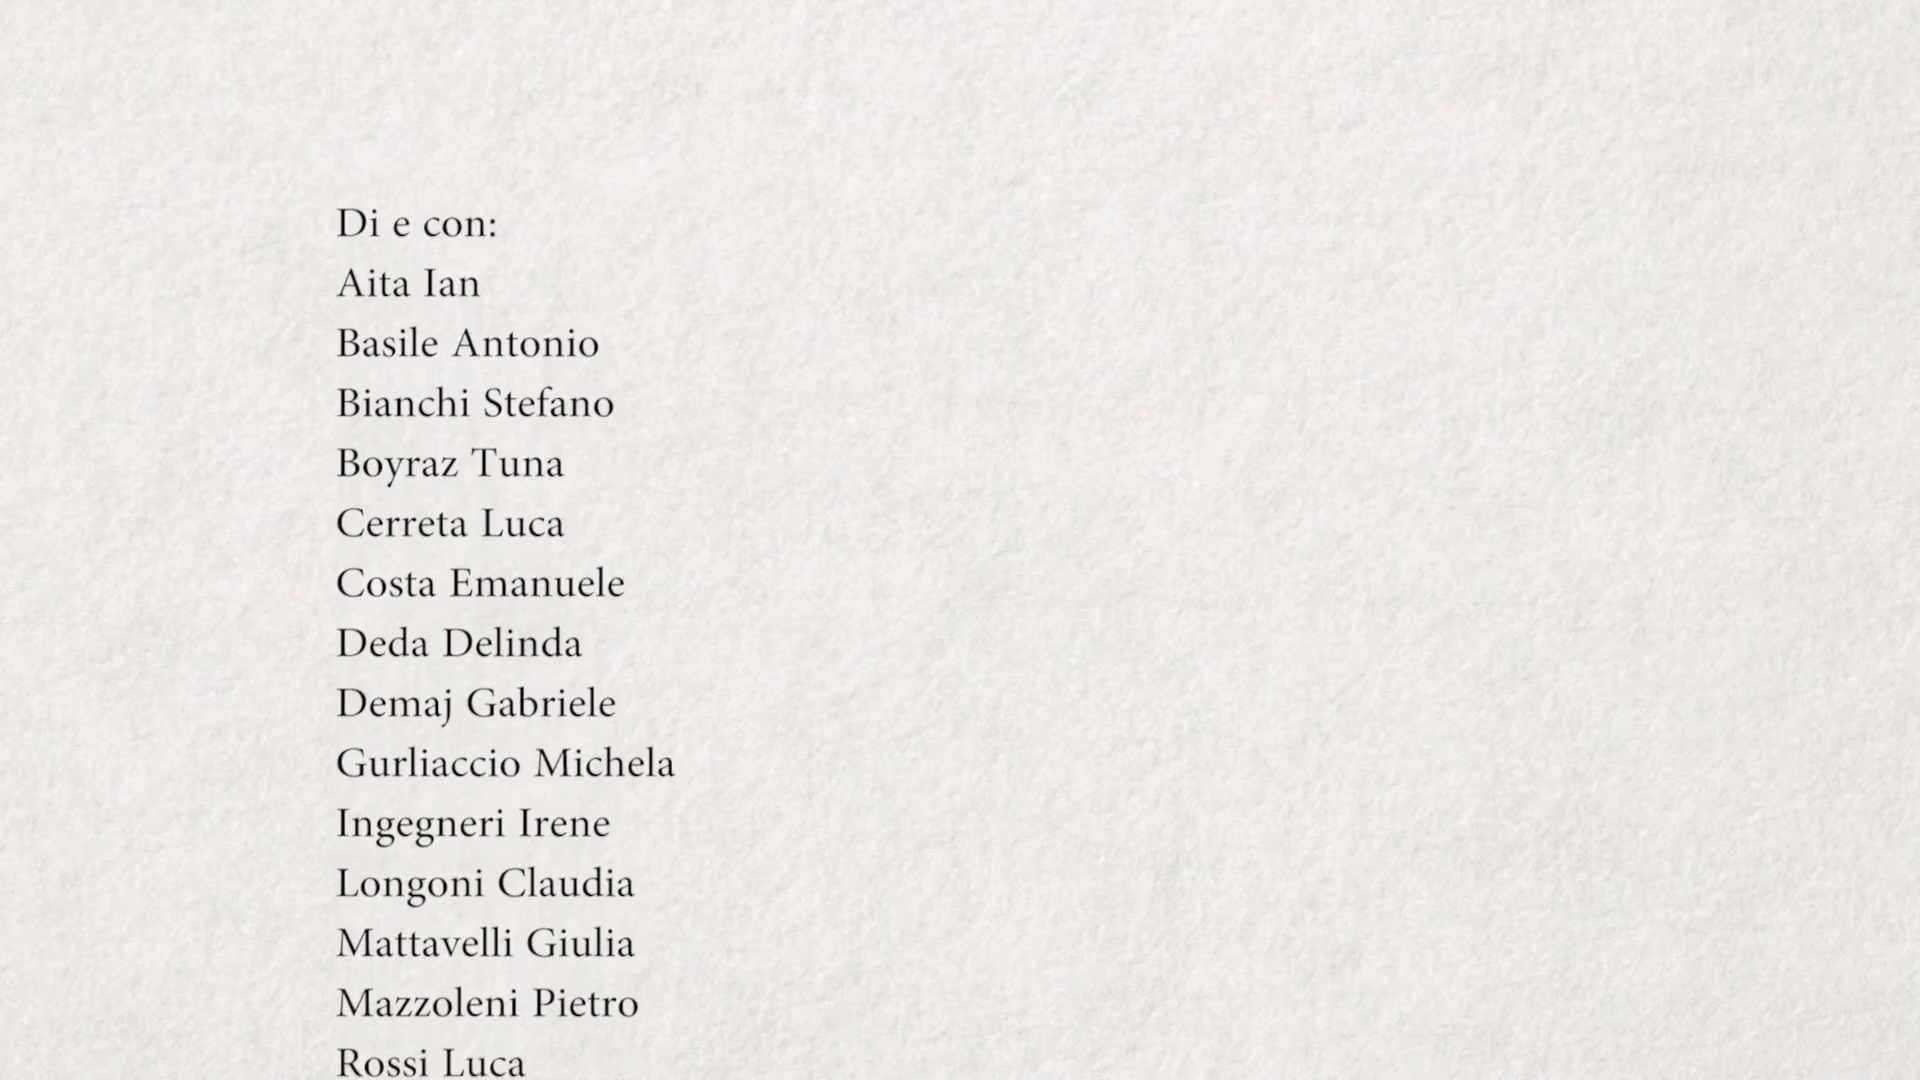 Di e con:
Aita Ian
Basile Antonio
Bianchi Stefano
Boyraz Tuna
Cerreta Luca
Costa Emanuele
Deda Delinda
Demaj Gabriele
Gurliaccio Michela
Ingegneri Irene
Longoni Claudia
Mattavelli Giulia
Mazzoleni Pietro
Rossi Luca